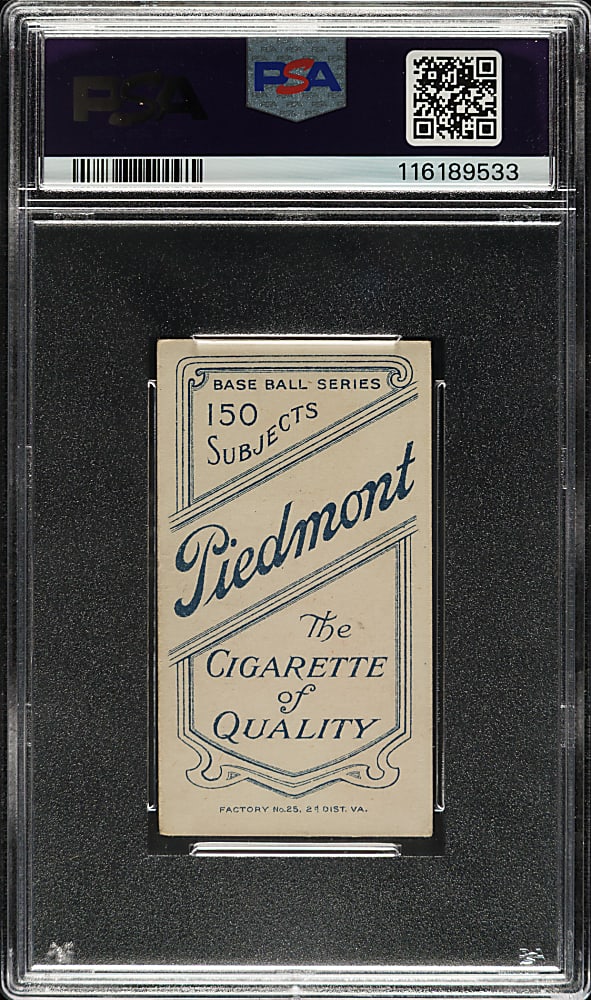 PSA
PSA
116189533
BASE BALL SERIES
150
SUBJECTS
Piedmont
The
CIGARETTE
of
QUALITY
FACTORY No.25, 2d DIST. VA.